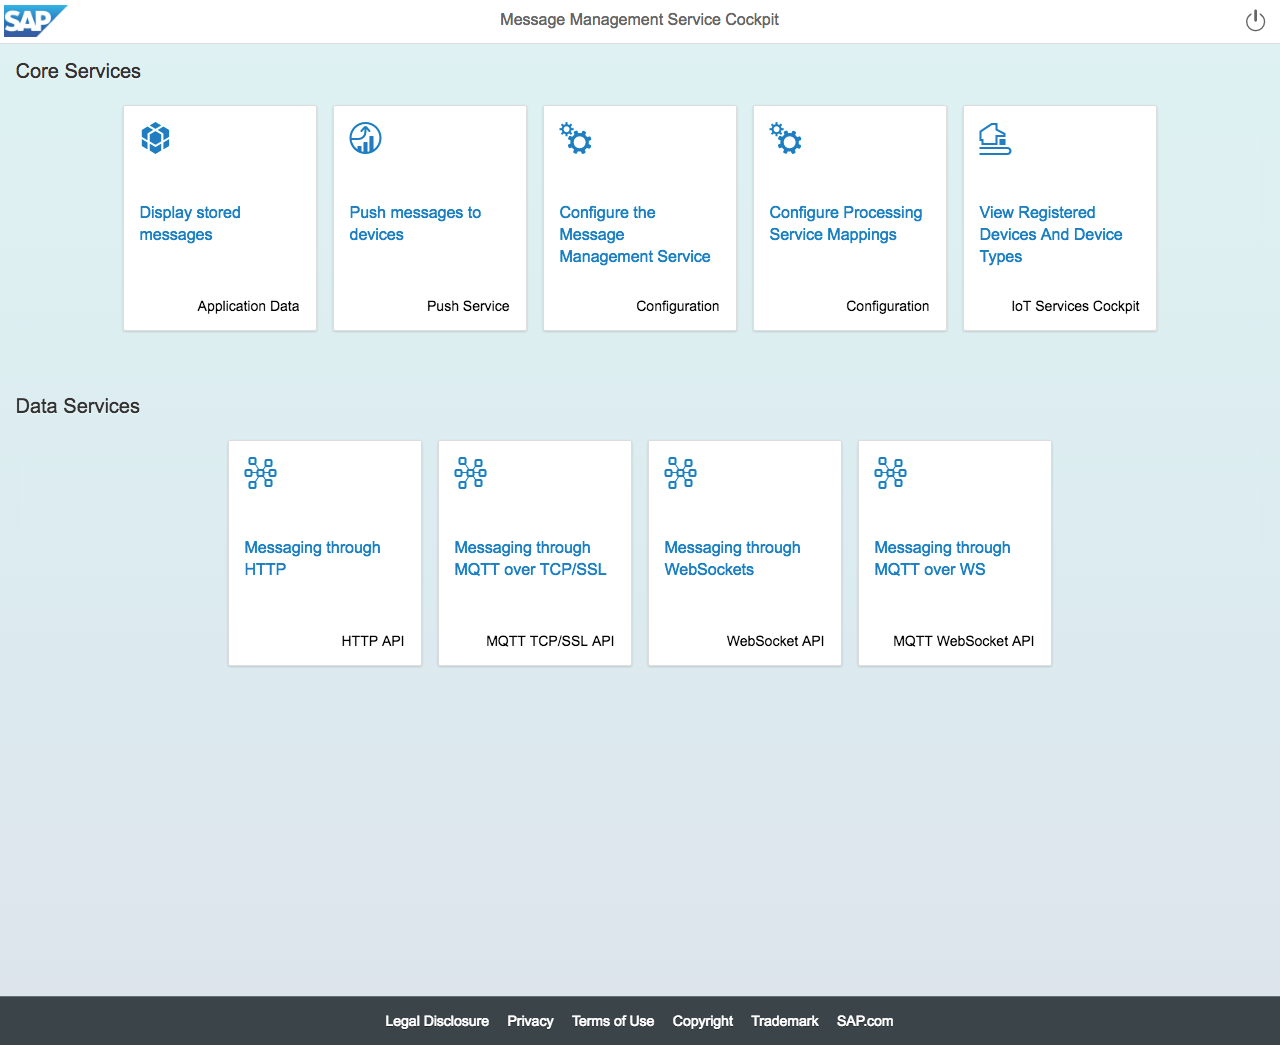 SAP
Message Management Service Cockpit
Core Services
Display stored
messages
Application Data
Push messages to
devices
Push Service
Configure the
Message
Management Service
Configuration
Configure Processing
Service Mappings
Configuration
View Registered
Devices And Device
Types
IoT Services Cockpit
Data Services
Messaging through
HTTP
HTTP API
Messaging through
MQTT over TCP/SSL
MQTT TCP/SSL API
Messaging through
WebSockets
WebSocket API
Messaging through
MQTT over WS
MQTT WebSocket API
Legal Disclosure Privacy Terms of Use Copyright Trademark SAP.com